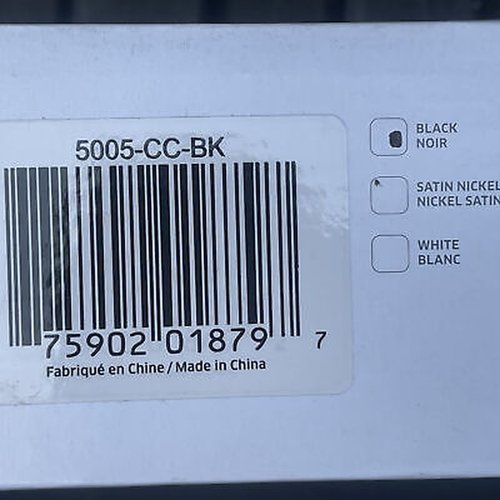 5005-CC-BK
75902 01879 7
Fabriqué en Chine / Made in China
BLACK
NOIR
SATIN NICKEL
NICKEL SATIN
WHITE
BLANC